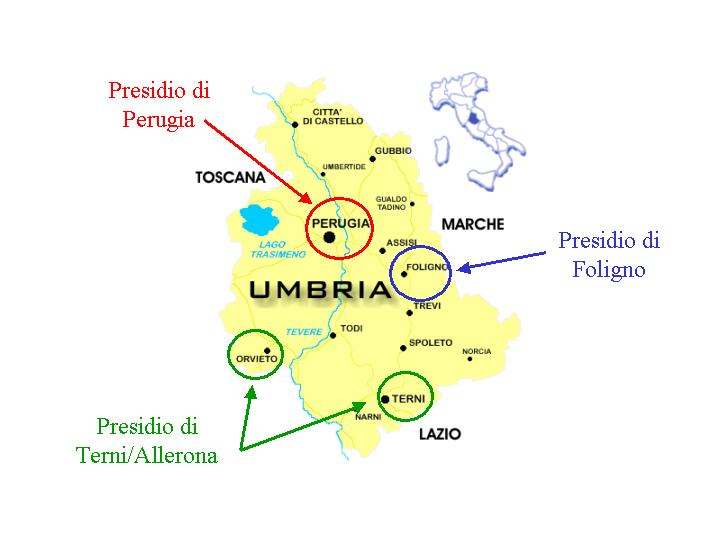 Presidio di
Perugia
CITTA'
DI CASTELLO
GUBBIO
UMBERTIDE
TOSCANA
GUALDO
TADINO
PERUGIA
MARCHE
ASSISI
LAGO
TRASIMENO
FOLIGNO
Presidio di
Foligno
UMBRIA
TREVI
TEVERE
TODI
SPOLETO
NORCIA
ORVIETO
TERNI
NARNI
LAZIO
Presidio di
Terni/Allerona